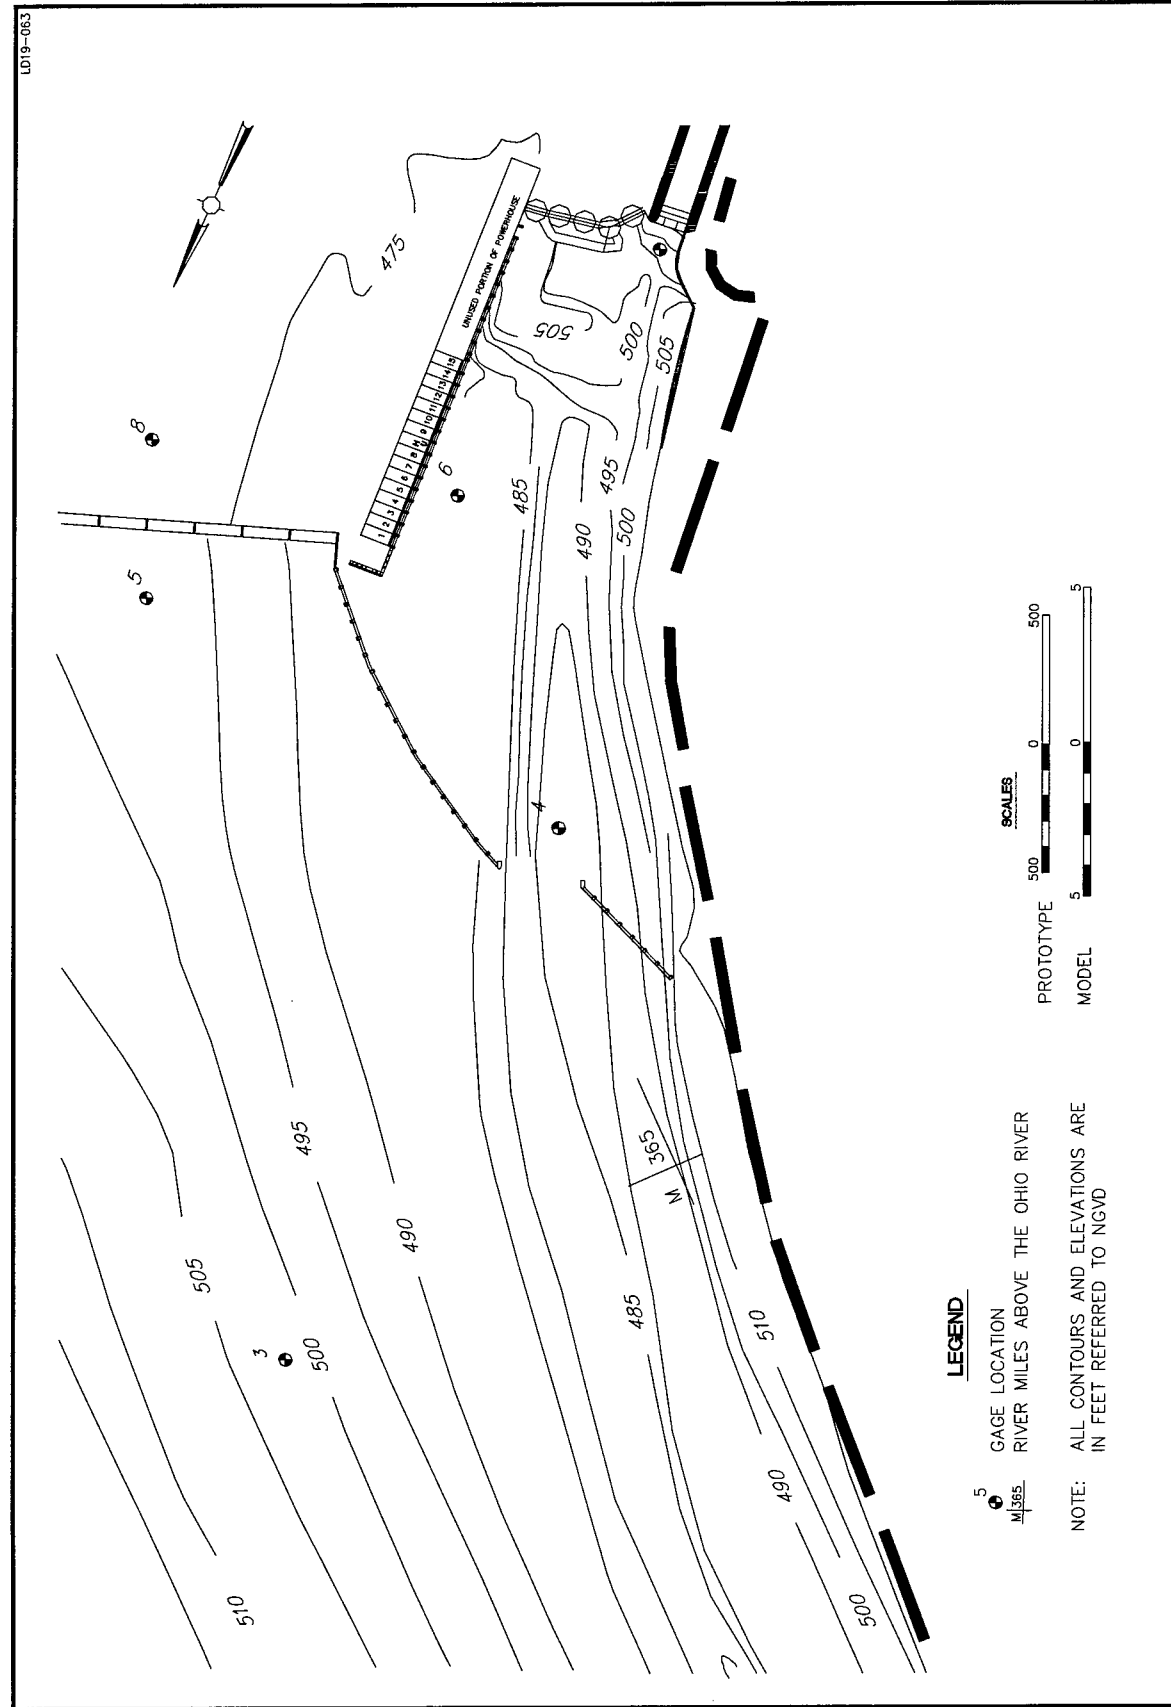 LD19-063
475
UNUSED PORTION OF POWERHOUSE
505
500
505
8
1 2 3 4 5 6 7 8 9 10 11 12 13 14 15
6
5
485
490
495
500
4
495
490
M 365
505
3
500
485
510
510
490
500
LEGEND
5 GAGE LOCATION
M 365 RIVER MILES ABOVE THE OHIO RIVER
NOTE: ALL CONTOURS AND ELEVATIONS ARE
IN FEET REFERRED TO NGVD
SCALES
PROTOTYPE 500 0 500
MODEL 5 0 5